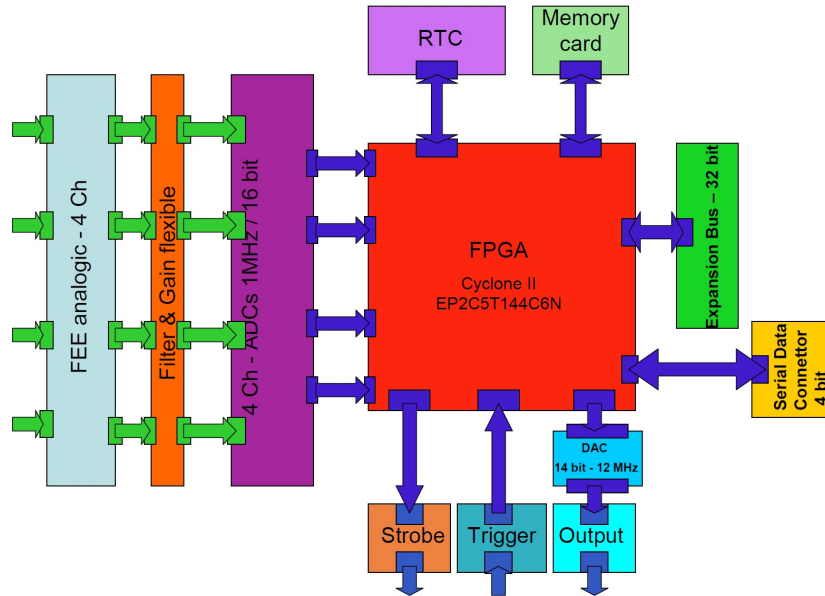 RTC
Memory
card
FEE analogic - 4 Ch
Filter & Gain flexible
4 Ch - ADCs 1MHz / 16 bit
FPGA
Cyclone II
EP2C5T144C6N
Expansion Bus – 32 bit
Serial Data
Connettor
4 bit
DAC
14 bit - 12 MHz
Strobe
Trigger
Output